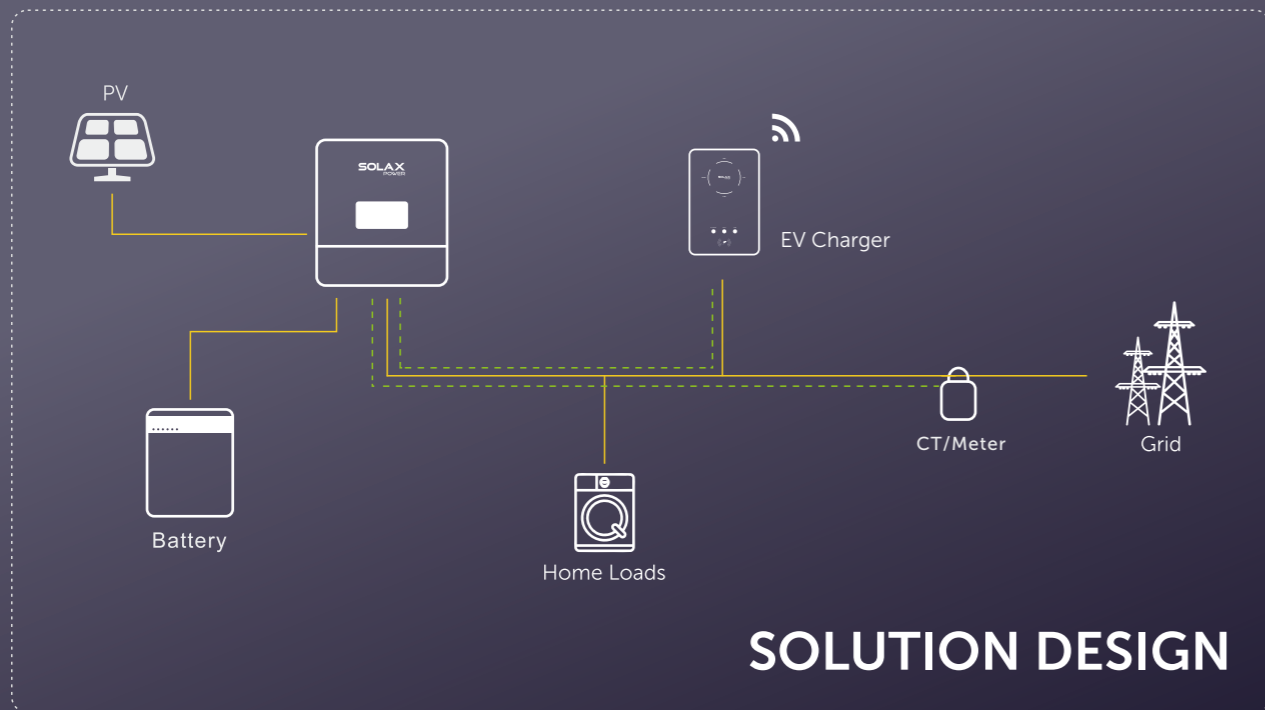 PV
SOLAX
POWER
EV Charger
CT/Meter
Grid
Battery
Home Loads
SOLUTION DESIGN